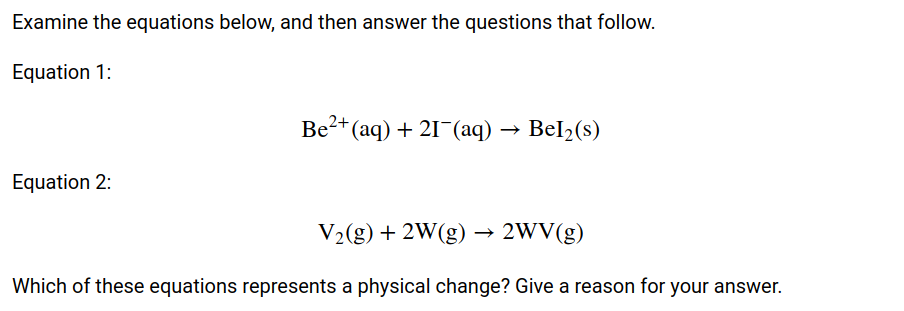 Examine the equations below, and then answer the questions that follow.
Equation 1:
Be²⁺(aq) + 2I⁻(aq) → BeI₂(s)
Equation 2:
V₂(g) + 2W(g) → 2WV(g)
Which of these equations represents a physical change? Give a reason for your answer.